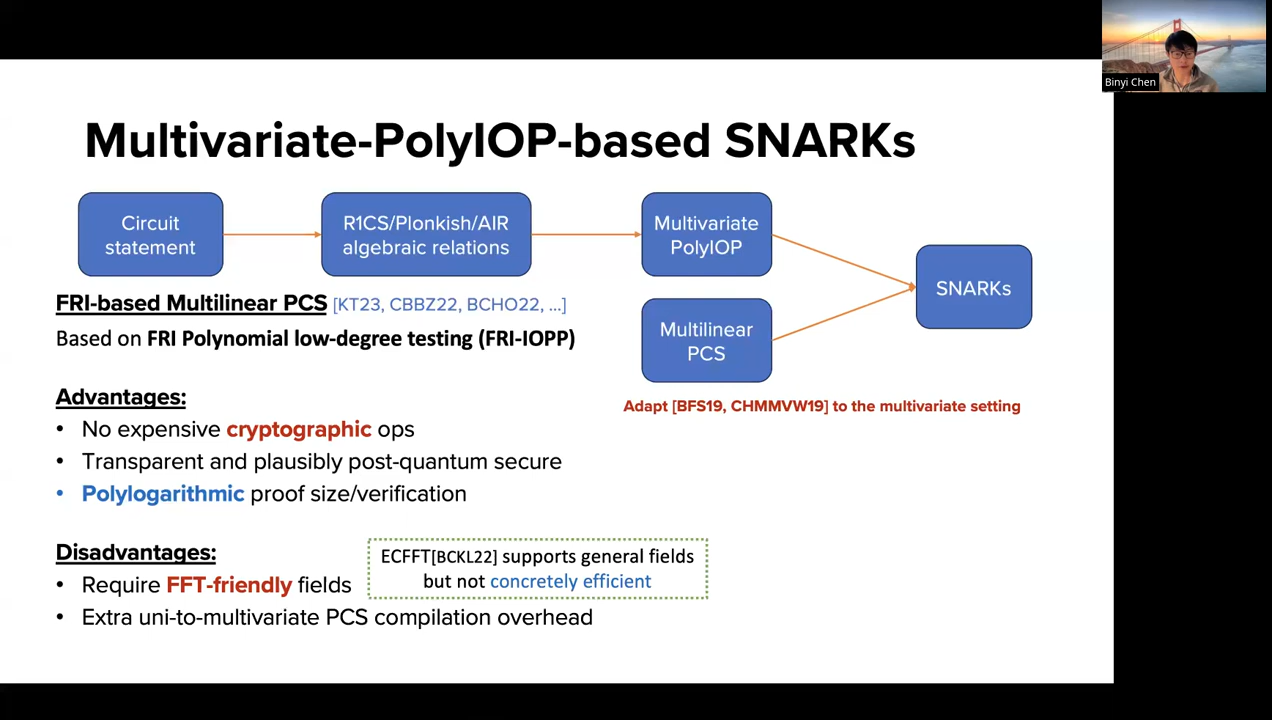 Binyi Chen
Multivariate-PolyIOP-based SNARKs
Circuit
statement
R1CS/Plonkish/AIR
algebraic relations
Multivariate
PolyIOP
Multilinear
PCS
SNARKs
Adapt [BFS19, CHMMVW19] to the multivariate setting
FRI-based Multilinear PCS [KT23, CBBZ22, BCHO22, ...]
Based on FRI Polynomial low-degree testing (FRI-IOPP)
Advantages:
• No expensive cryptographic ops
• Transparent and plausibly post-quantum secure
• Polylogarithmic proof size/verification
Disadvantages:
• Require FFT-friendly fields
ECFFT[BCKL22] supports general fields
but not concretely efficient
• Extra uni-to-multivariate PCS compilation overhead